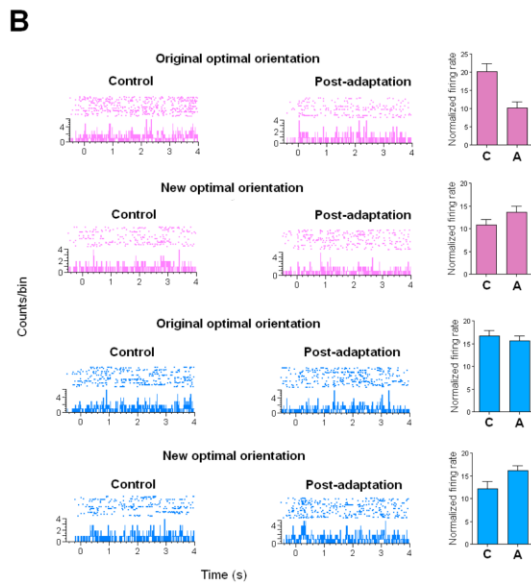 B
Original optimal orientation
Control
Post-adaptation
4
2
0
0 1 2 3 4
4
2
0
0 1 2 3 4
Normalized firing rate
25
20
15
10
5
0
C A
New optimal orientation
Control
Post-adaptation
4
2
0
0 1 2 3 4
4
2
0
0 1 2 3 4
Normalized firing rate
20
15
10
5
0
C A
Counts/bin
Original optimal orientation
Control
Post-adaptation
4
2
0
0 1 2 3 4
4
0
0 1 2 3 4
Normalized firing rate
20
15
10
5
0
C A
New optimal orientation
Control
Post-adaptation
4
2
0
0 1 2 3 4
4
2
0
0 1 2 3 4
Normalized firing rate
20
15
10
5
0
C A
Time (s)